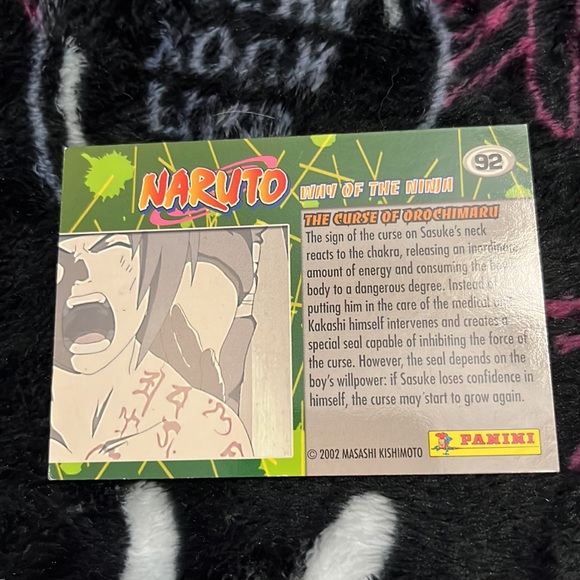 NARUTO
WAY OF THE NINJA
92
THE CURSE OF OROCHIMARU
The sign of the curse on Sasuke's neck
reacts to the chakra, releasing an inordinate
amount of energy and consuming the boy
body to a dangerous degree. Instead of
putting him in the care of the medical
Kakashi himself intervenes and creates a
special seal capable of inhibiting the force of
the curse. However, the seal depends on the
boy's willpower: if Sasuke loses confidence in
himself, the curse may start to grow again.
© 2002 MASASHI KISHIMOTO
PANINI